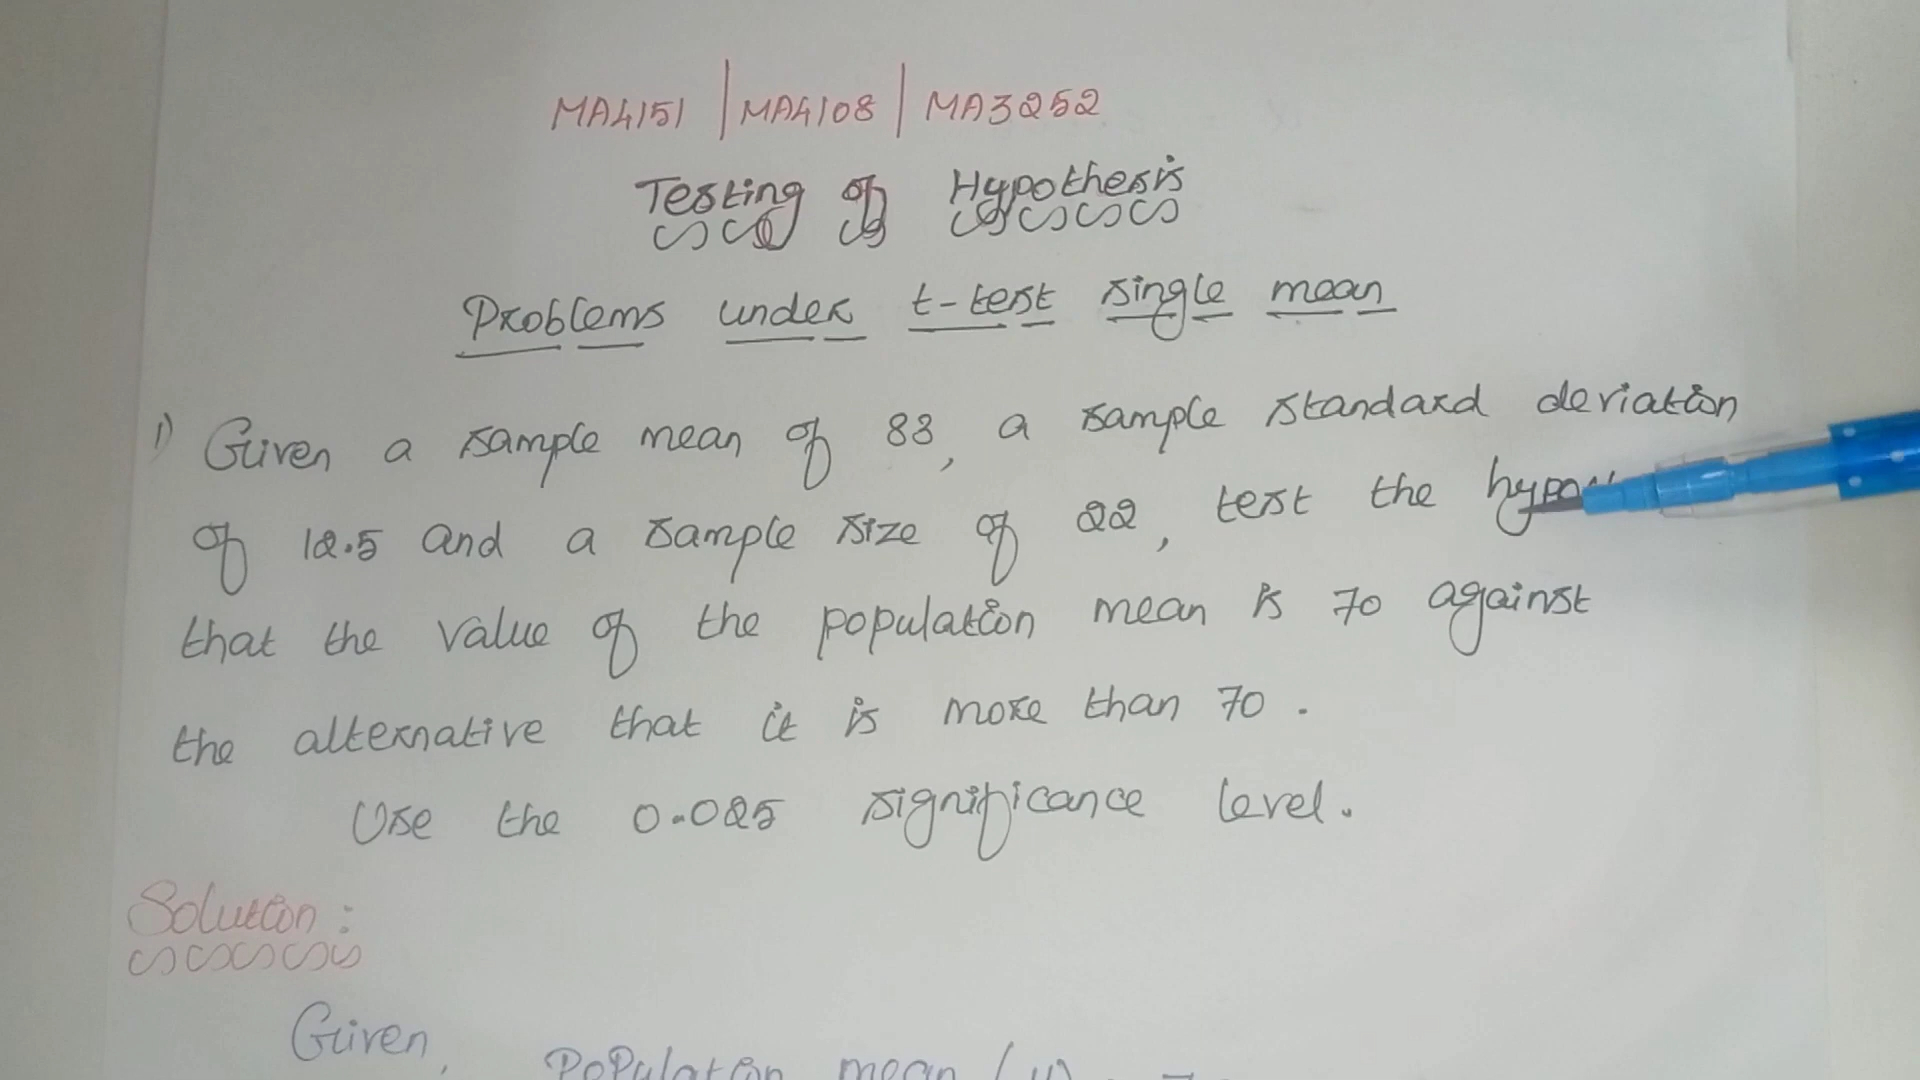 MA4151 | MA4108 | MA3252
Testing of Hypothesis
Problems under t-test single mean
1) Given a sample mean of 83, a sample standard deviation
of 12.5 and a sample size of 22, test the
that the value of the population mean is 70 against
the alternative that it is more than 70.
Use the 0.025 significance level.
Solution:
Given,
Population mean (μ)